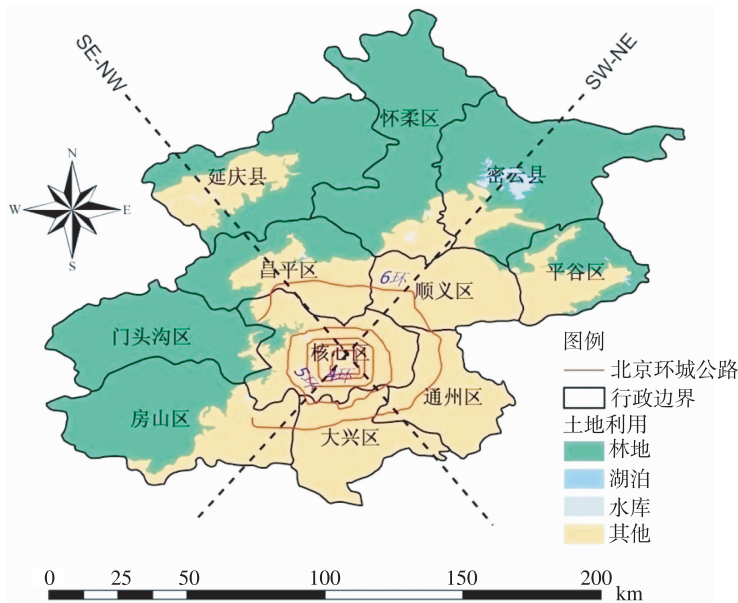 SE-NW
SW-NE
怀柔区
延庆县
密云县
N
W
E
S
昌平区
6环
顺义区
平谷区
门头沟区
核心区
5环
4环
房山区
通州区
大兴区
图例
北京环城公路
行政边界
土地利用
林地
湖泊
水库
其他
0 25 50 100 150 200 km